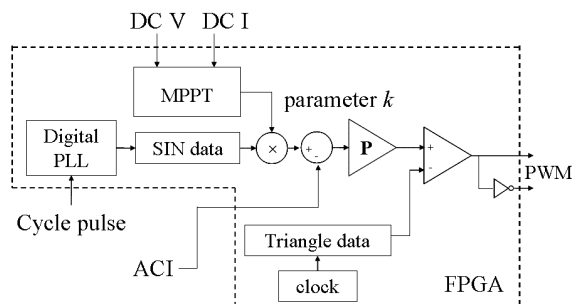 DC V DC I
MPPT
parameter k
Digital
PLL
SIN data
×
+
-
P
+
-
PWM
Cycle pulse
ACI
Triangle data
clock
FPGA